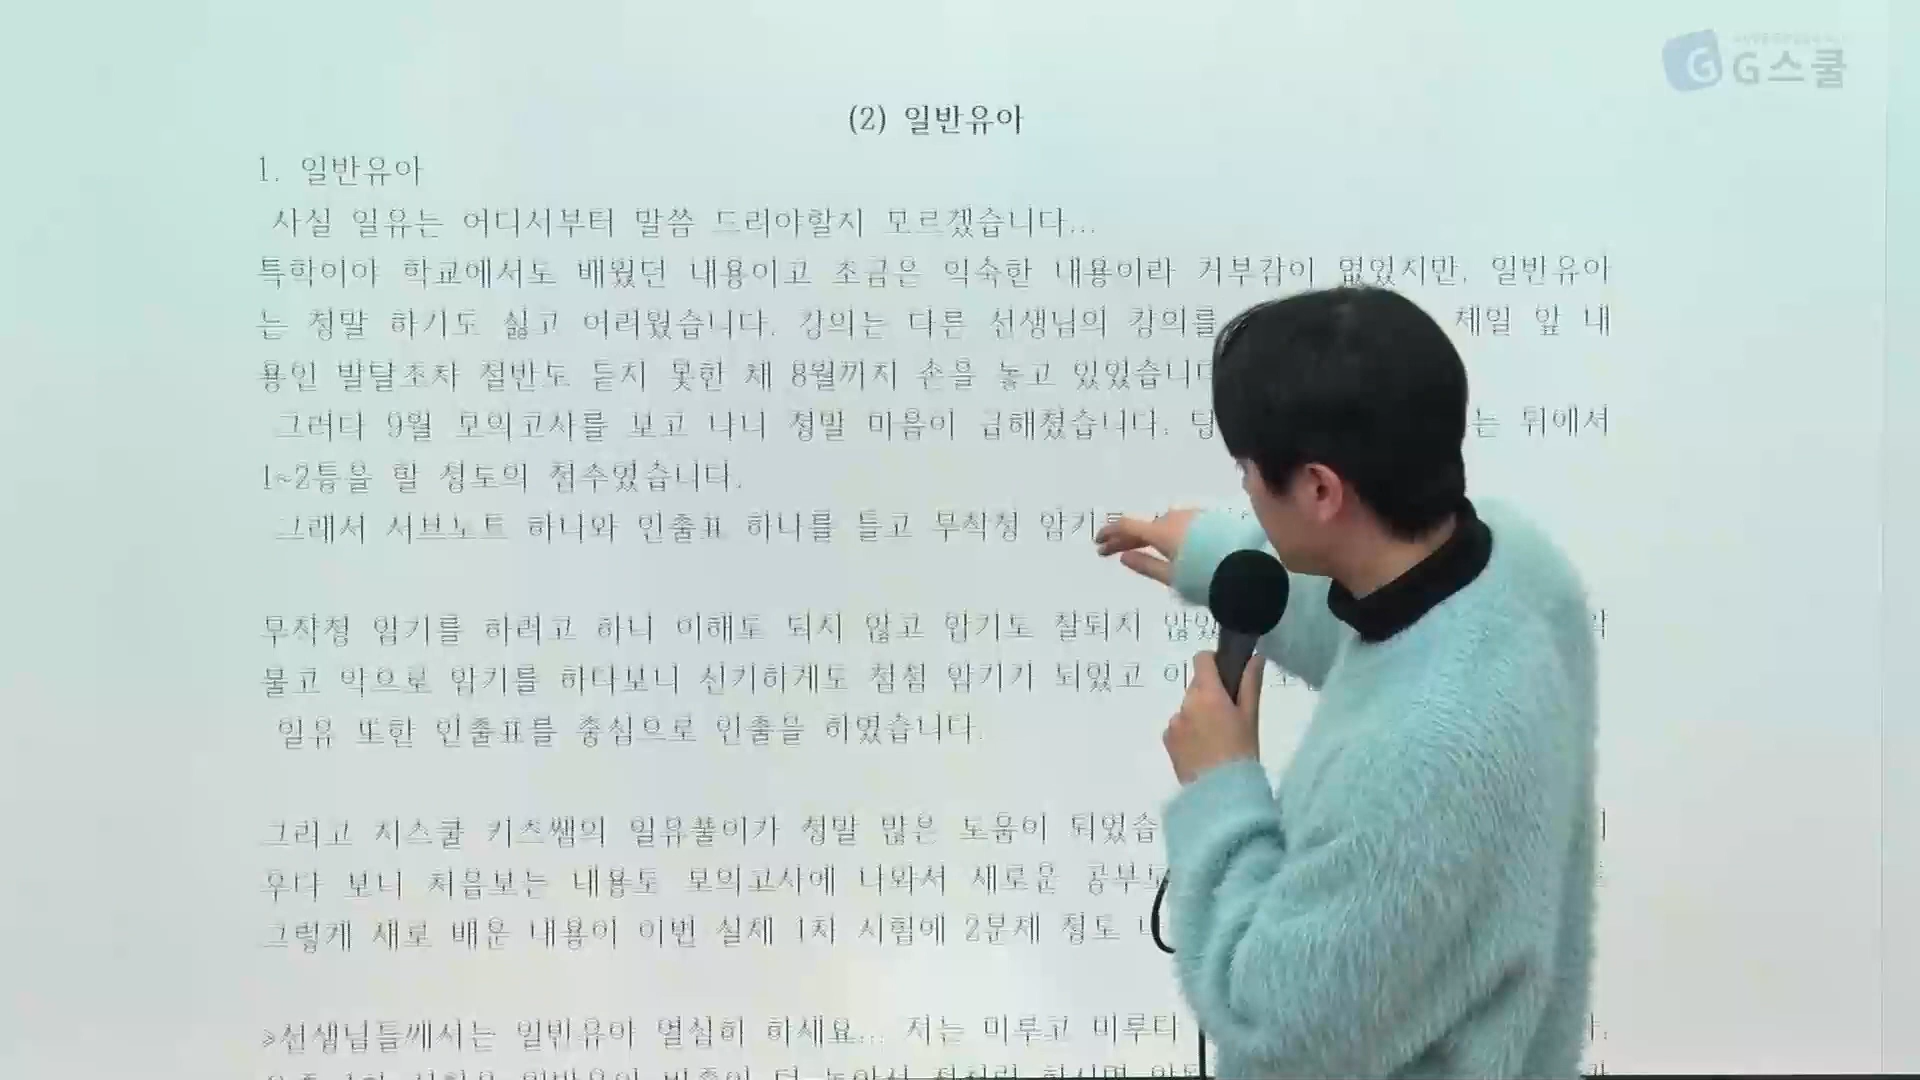 G스쿨
(2) 일반유아
1. 일반유아
사실 일유는 어디서부터 말씀 드려야할지 모르겠습니다...
특학이야 학교에서도 배웠던 내용이고 조금은 익숙한 내용이라 거부감이 없었지만, 일반유아
는 정말 하기도 싫고 어려웠습니다. 강의는 다른 선생님의 강의를 제일 앞 내
용인 발달조차 절반도 듣지 못한 채 8월까지 손을 놓고 있었습니다
그러다 9월 모의고사를 보고 나니 정말 마음이 급해졌습니다. 는 뒤에서
1~2등을 할 정도의 점수였습니다.
그래서 서브노트 하나와 인출표 하나를 들고 무작정 암기를
무작정 암기를 하려고 하니 이해도 되지 않고 암기도 잘되지 않았
물고 악으로 암기를 하다보니 신기하게도 점점 암기가 되었고
일유 또한 인출표를 중심으로 인출을 하였습니다.
그리고 지스쿨 키즈쌤의 일유풀이가 정말 많은 도움이 되었습
우다 보니 처음보는 내용도 모의고사에 나와서 새로운 공부도
그렇게 새로 배운 내용이 이번 실제 1차 시험에 2문제 정도
>선생님들께서는 일반유아 열심히 하세요... 저는 미루고 미루다